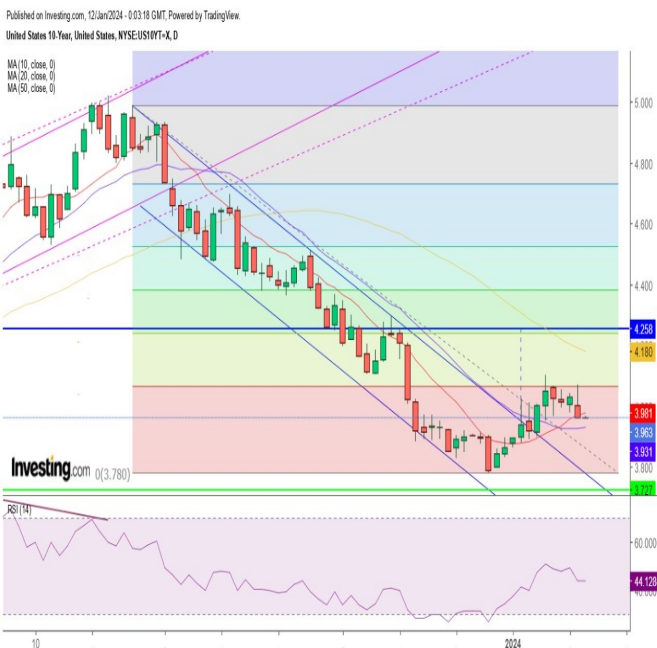 Published on Investing.com, 12/Jan/2024 - 0:03:18 GMT, Powered by TradingView.
United States 10-Year, United States, NYSE:US10YT=X, D
MA (10, close, 0)
MA (20, close, 0)
MA (50, close, 0)
5.000
4.800
4.600
4.400
4.258
4.180
3.981
3.963
3.931
3.800
3.727
Investing.com
0(3.780)
RSI (14)
60.000
44.128
40.000
10
2024